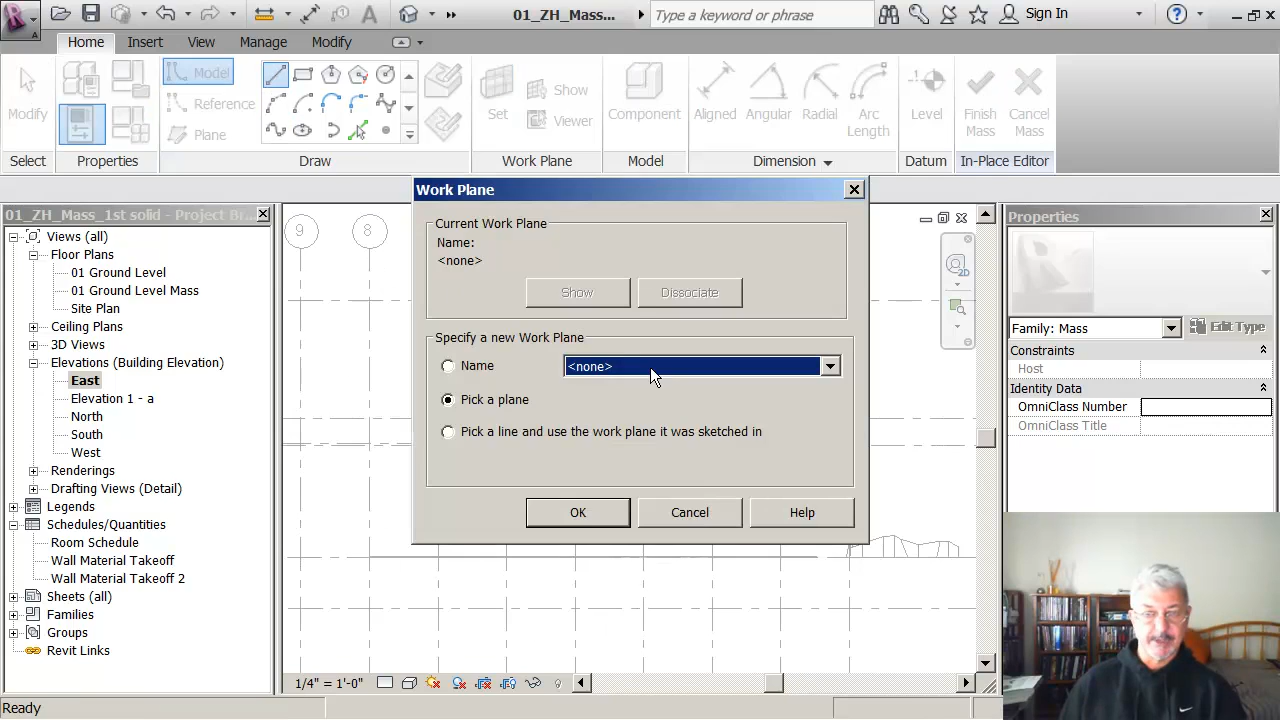 01_ZH_Mass...
Type a keyword or phrase
Sign In
Home
Insert
View
Manage
Modify
Modify
Model
Reference
Plane
Set
Show
Viewer
Component
Aligned
Angular
Radial
Arc
Length
Level
Finish
Mass
Cancel
Mass
Select
Properties
Draw
Work Plane
Model
Dimension
Datum
In-Place Editor
01_ZH_Mass_1st solid - Project Br...
Views (all)
Floor Plans
01 Ground Level
01 Ground Level Mass
Site Plan
Ceiling Plans
3D Views
Elevations (Building Elevation)
East
Elevation 1 - a
North
South
West
Renderings
Drafting Views (Detail)
Legends
Schedules/Quantities
Room Schedule
Wall Material Takeoff
Wall Material Takeoff 2
Sheets (all)
Families
Groups
Revit Links
9
8
Work Plane
Current Work Plane
Name:
<none>
Show
Dissociate
Specify a new Work Plane
Name
<none>
Pick a plane
Pick a line and use the work plane it was sketched in
OK
Cancel
Help
2D
Properties
Family: Mass
Edit Type
Constraints
Host
Identity Data
OmniClass Number
OmniClass Title
1/4" = 1'-0"
Ready